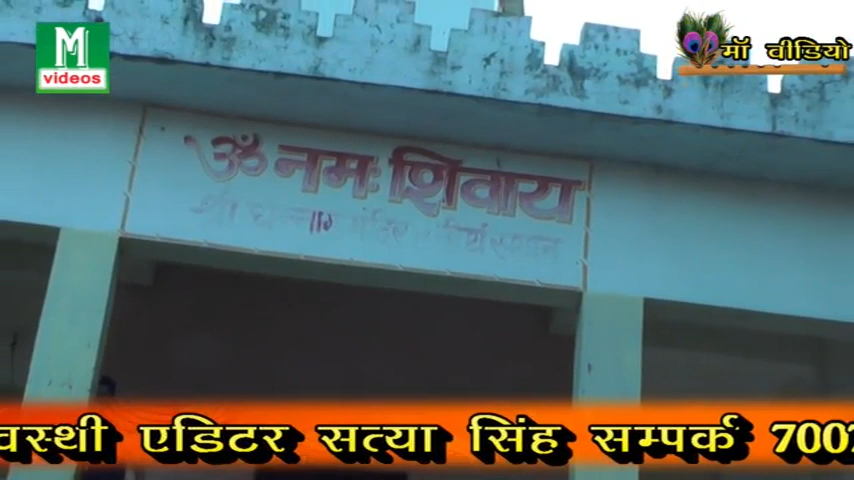 M
videos
मॉ वीडियो
ॐ नमः शिवाय
वस्थी एडिटर सत्या सिंह सम्पर्क 700